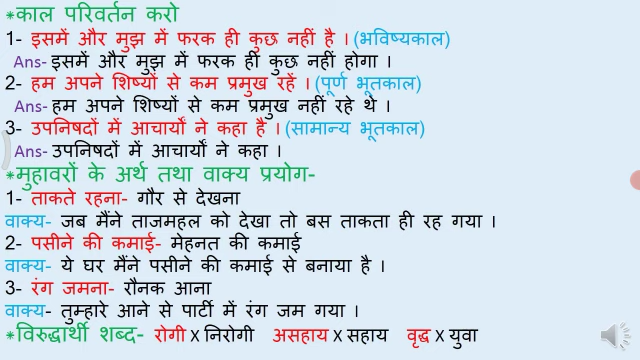 *काल परिवर्तन करो
1- इसमें और मुझ में फरक ही कुछ नहीं है । (भविष्यकाल)
Ans- इसमें और मुझ में फरक ही कुछ नहीं होगा ।
2- हम अपने शिष्यों से कम प्रमुख रहें । (पूर्ण भूतकाल)
Ans- हम अपने शिष्यों से कम प्रमुख नहीं रहे थे ।
3- उपनिषदों में आचार्यों ने कहा है । (सामान्य भूतकाल)
Ans- उपनिषदों में आचार्यों ने कहा ।
*मुहावरों के अर्थ तथा वाक्य प्रयोग-
1- ताकते रहना- गौर से देखना
वाक्य- जब मैंने ताजमहल को देखा तो बस ताकता ही रह गया ।
2- पसीने की कमाई- मेहनत की कमाई
वाक्य- ये घर मैंने पसीने की कमाई से बनाया है ।
3- रंग जमना- रौनक आना
वाक्य- तुम्हारे आने से पार्टी में रंग जम गया ।
*विरुद्धार्थी शब्द- रोगी X निरोगी असहाय X सहाय वृद्ध X युवा